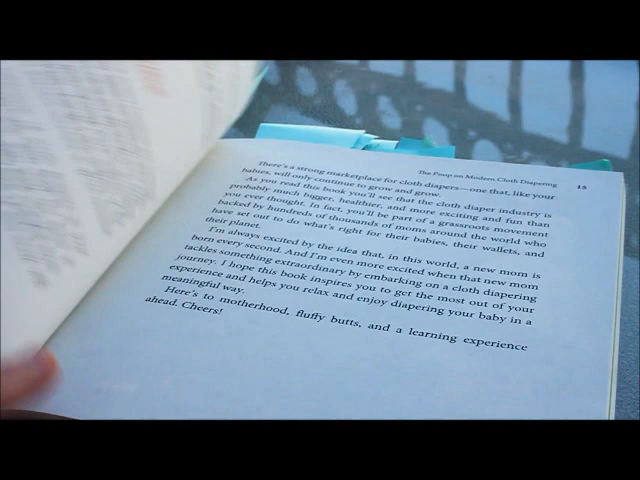 The Poop on Modern Cloth Diapering 15
There's a strong marketplace for cloth diapers—one that, like your
babies, will only continue to grow and grow.
As you read this book you'll see that the cloth diaper industry is
probably much bigger, healthier, and more exciting and fun than
you ever thought. In fact, you'll be part of a grassroots movement
backed by hundreds of thousands of moms around the world who
have set out to do what's right for their babies, their wallets, and
their planet.
I'm always excited by the idea that, in this world, a new mom is
born every second. And I'm even more excited when that new mom
tackles something extraordinary by embarking on a cloth diapering
journey. I hope this book inspires you to get the most out of your
experience and helps you relax and enjoy diapering your baby in a
meaningful way.
Here's to motherhood, fluffy butts, and a learning experience
ahead. Cheers!